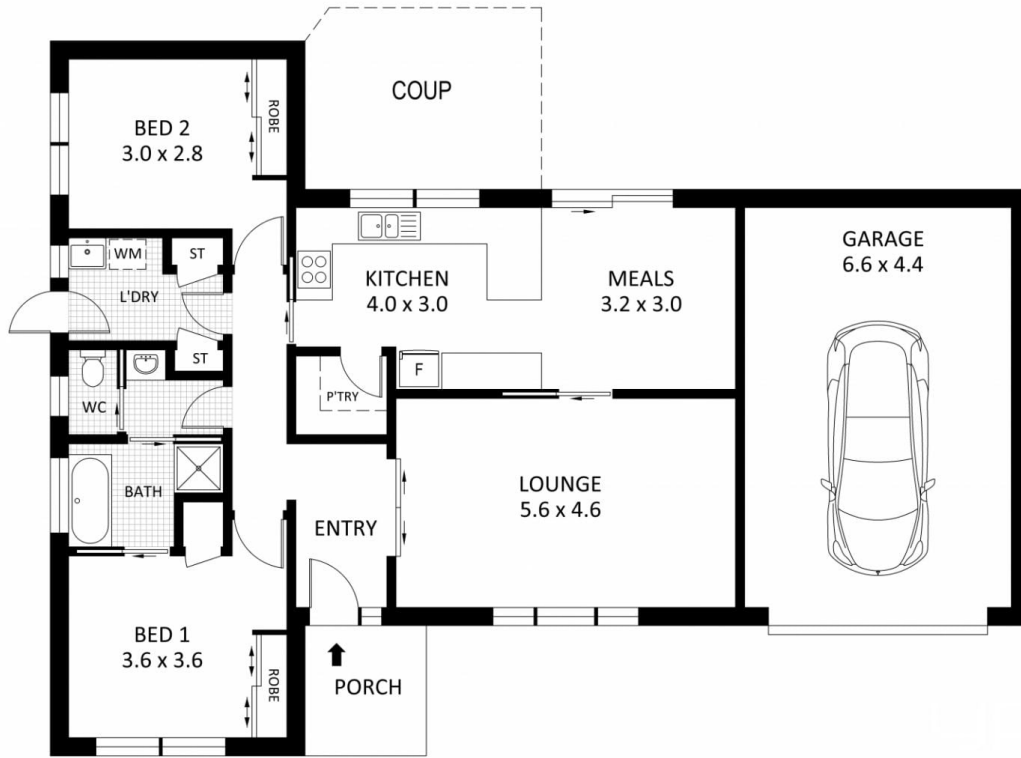 COUP
BED 2
3.0 x 2.8
ROBE
WM
ST
L'DRY
ST
WC
BATH
KITCHEN
4.0 x 3.0
MEALS
3.2 x 3.0
GARAGE
6.6 x 4.4
F
P'TRY
LOUNGE
5.6 x 4.6
ENTRY
BED 1
3.6 x 3.6
ROBE
PORCH